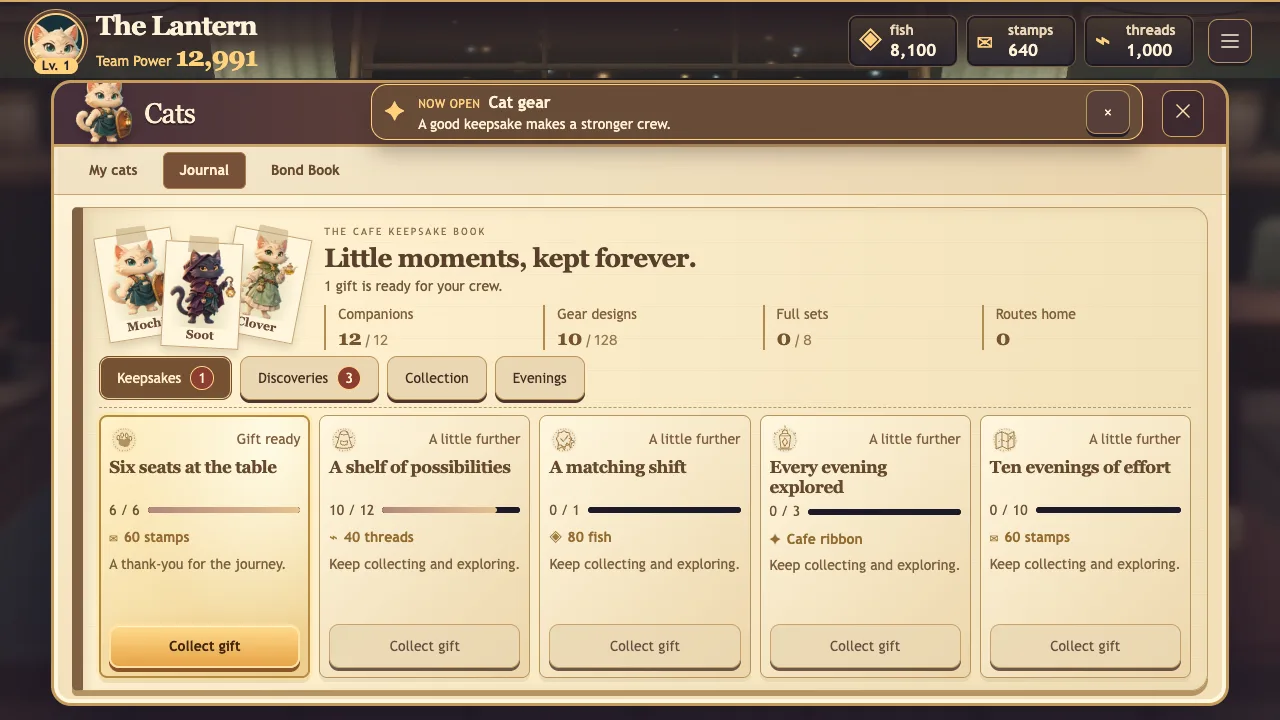 The Lantern
Lv. 1
Team Power 12,991
fish
8,100
stamps
640
threads
1,000
Cats
NOW OPEN Cat gear
A good keepsake makes a stronger crew.
×
My cats
Journal
Bond Book
Moch
Soot
Clover
THE CAFE KEEPSAKE BOOK
Little moments, kept forever.
1 gift is ready for your crew.
Companions
12 / 12
Gear designs
10 / 128
Full sets
0 / 8
Routes home
0
Keepsakes 1
Discoveries 3
Collection
Evenings
Gift ready
Six seats at the table
6 / 6
60 stamps
A thank-you for the journey.
Collect gift
A little further
A shelf of possibilities
10 / 12
40 threads
Keep collecting and exploring.
Collect gift
A little further
A matching shift
0 / 1
80 fish
Keep collecting and exploring.
Collect gift
A little further
Every evening
explored
0 / 3
Cafe ribbon
Keep collecting and exploring.
Collect gift
A little further
Ten evenings of effort
0 / 10
60 stamps
Keep collecting and exploring.
Collect gift